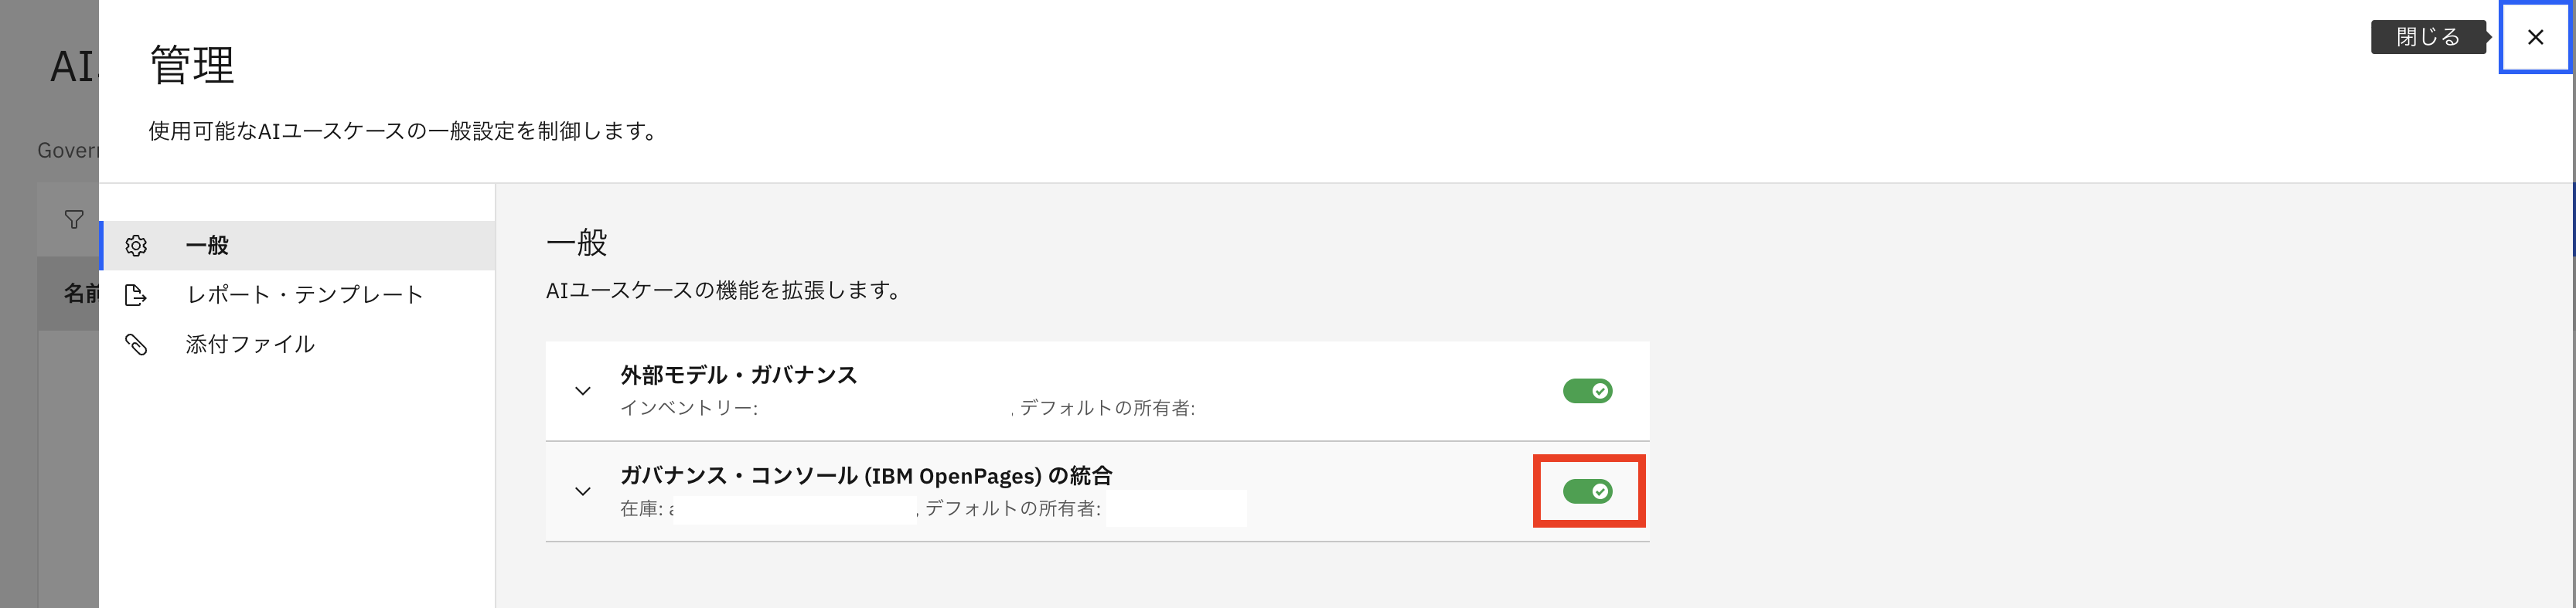 AI
管理
閉じる
使用可能なAIユースケースの一般設定を制御します。
Govern
一般
レポート・テンプレート
添付ファイル
名前
一般
AIユースケースの機能を拡張します。
外部モデル・ガバナンス
インベントリー: , デフォルトの所有者:
ガバナンス・コンソール (IBM OpenPages) の統合
在庫: a , デフォルトの所有者: